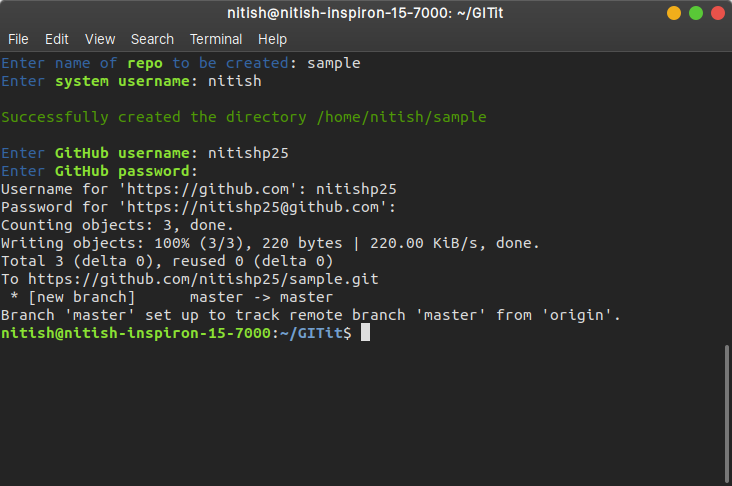 nitish@nitish-inspiron-15-7000: ~/GITit
File Edit View Search Terminal Help
Enter name of repo to be created: sample
Enter system username: nitish
Successfully created the directory /home/nitish/sample
Enter GitHub username: nitishp25
Enter GitHub password:
Username for 'https://github.com': nitishp25
Password for 'https://nitishp25@github.com':
Counting objects: 3, done.
Writing objects: 100% (3/3), 220 bytes | 220.00 KiB/s, done.
Total 3 (delta 0), reused 0 (delta 0)
To https://github.com/nitishp25/sample.git
 * [new branch]      master -> master
Branch 'master' set up to track remote branch 'master' from 'origin'.
nitish@nitish-inspiron-15-7000:~/GITit$